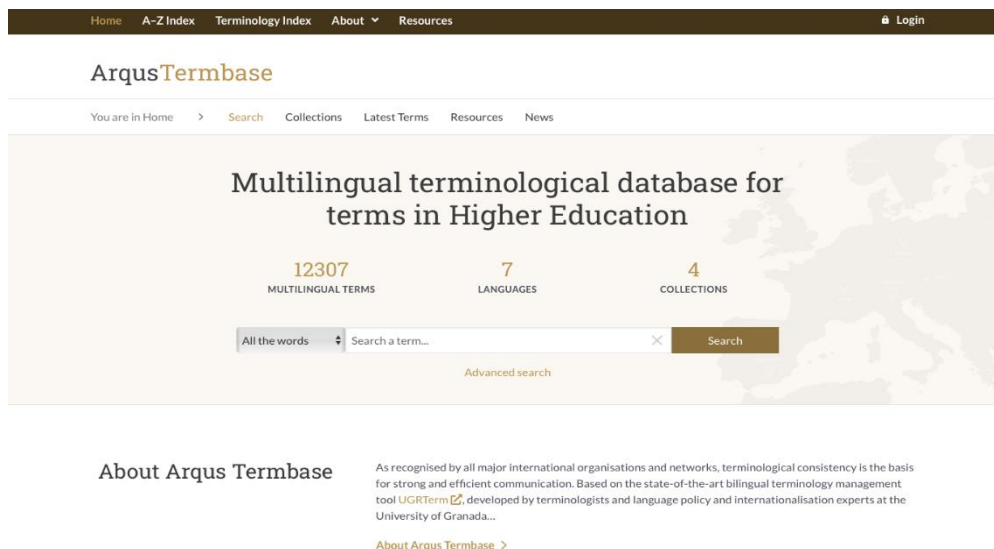 Home A–Z Index Terminology Index About Resources Login
ArqusTermbase
You are in Home > Search Collections Latest Terms Resources News
Multilingual terminological database for
terms in Higher Education
12307 7 4
MULTILINGUAL TERMS LANGUAGES COLLECTIONS
All the words Search a term... Search
Advanced search
About Arqus Termbase
As recognised by all major international organisations and networks, terminological consistency is the basis
for strong and efficient communication. Based on the state-of-the-art bilingual terminology management
tool UGRTerm, developed by terminologists and language policy and internationalisation experts at the
University of Granada...
About Arqus Termbase >